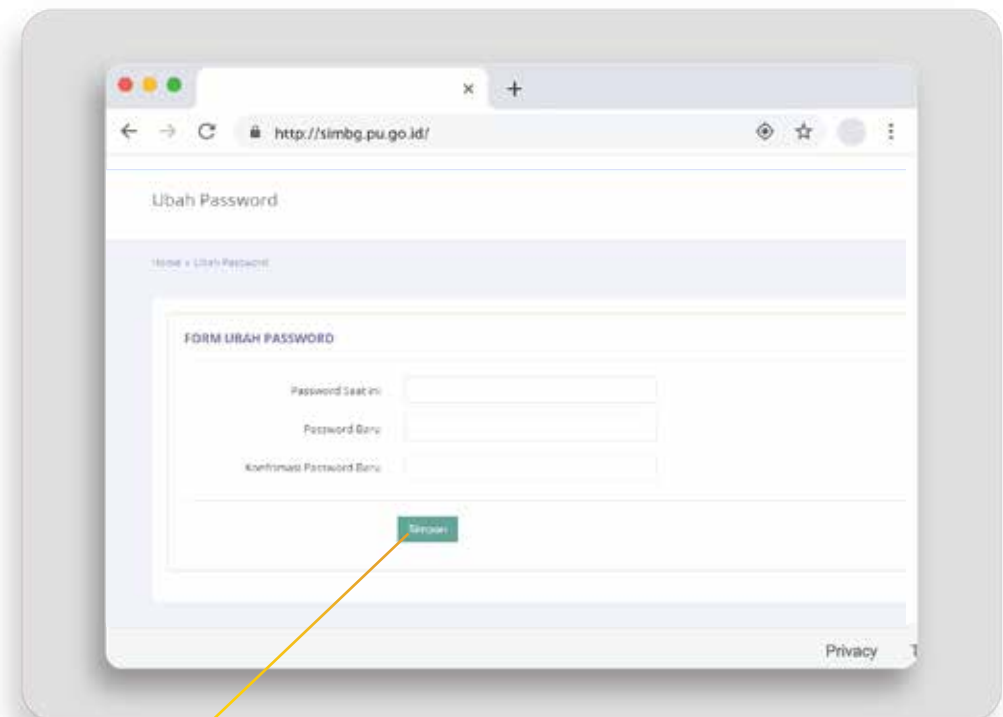 http://simbg.pu.go.id/
Ubah Password
Home » Ubah Password
FORM UBAH PASSWORD
Password Saat ini
Password Baru
Konfirmasi Password Baru
Simpan
Privacy